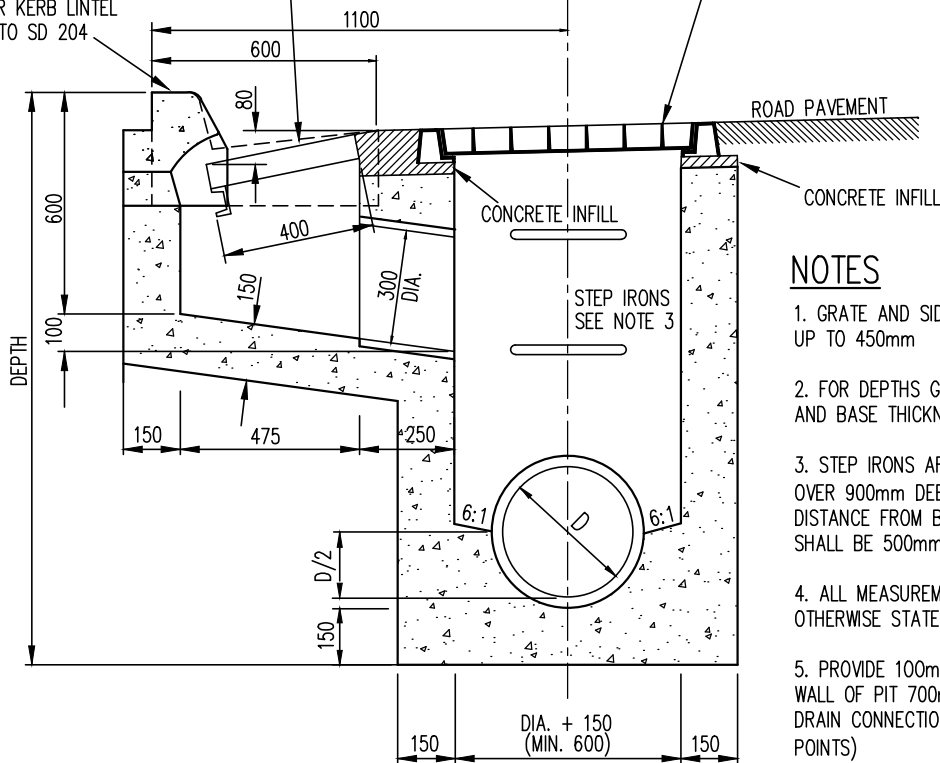 R KERB LINTEL
TO SD 204
1100
600
80
ROAD PAVEMENT
CONCRETE INFILL
CONCRETE INFILL
600
400
150
300
DIA.
STEP IRONS
SEE NOTE 3
100
DEPTH
150
475
250
6:1
6:1
D
D/2
150
DIA. + 150
(MIN. 600)
150
150
NOTES
1. GRATE AND SID
UP TO 450mm
2. FOR DEPTHS G
AND BASE THICKN
3. STEP IRONS AR
OVER 900mm DEE
DISTANCE FROM B
SHALL BE 500mm
4. ALL MEASUREM
OTHERWISE STATE
5. PROVIDE 100m
WALL OF PIT 700m
DRAIN CONNECTIO
POINTS)